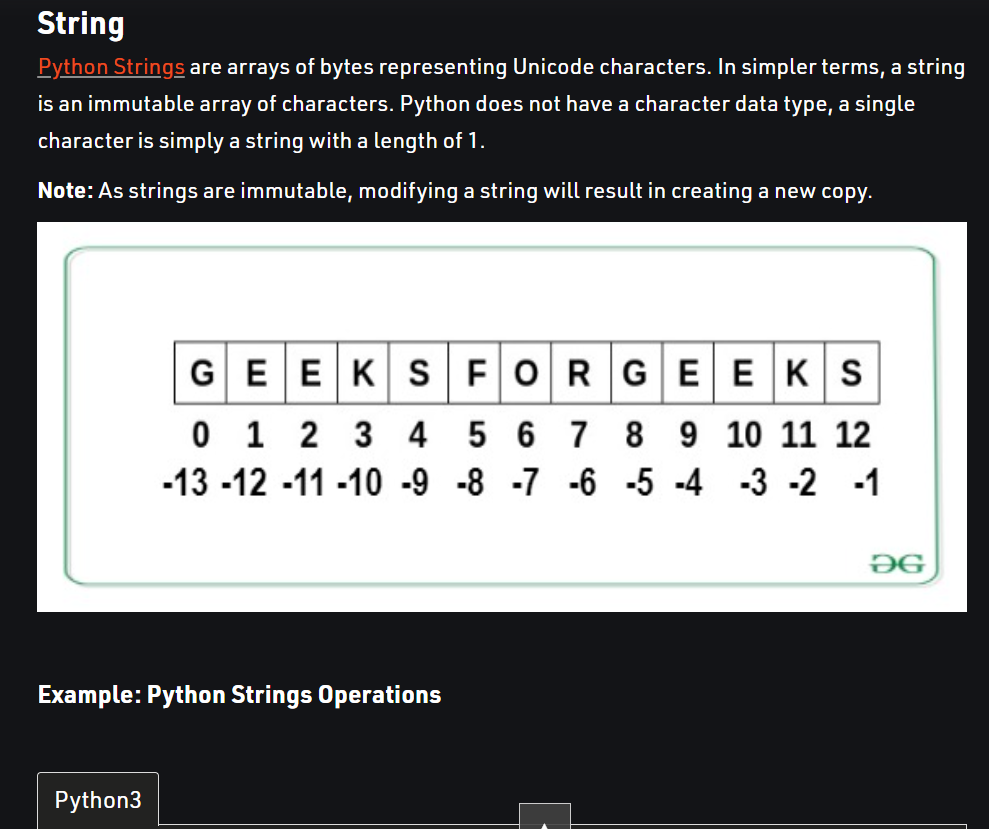 String
Python Strings are arrays of bytes representing Unicode characters. In simpler terms, a string
is an immutable array of characters. Python does not have a character data type, a single
character is simply a string with a length of 1.
Note: As strings are immutable, modifying a string will result in creating a new copy.
G E E K S F O R G E E K S
0 1 2 3 4 5 6 7 8 9 10 11 12
-13 -12 -11 -10 -9 -8 -7 -6 -5 -4 -3 -2 -1
Example: Python Strings Operations
Python3